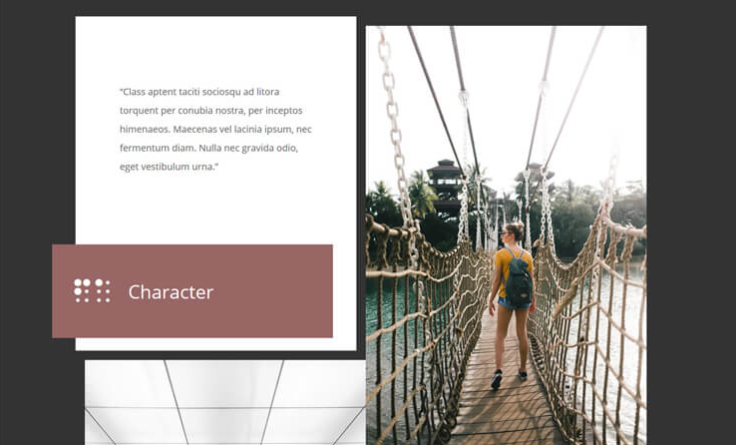 “Class aptent taciti sociosqu ad litora
torquent per conubia nostra, per inceptos
himenaeos. Maecenas vel lacinia ipsum, nec
fermentum diam. Nulla nec gravida odio,
eget vestibulum urna.”
Character